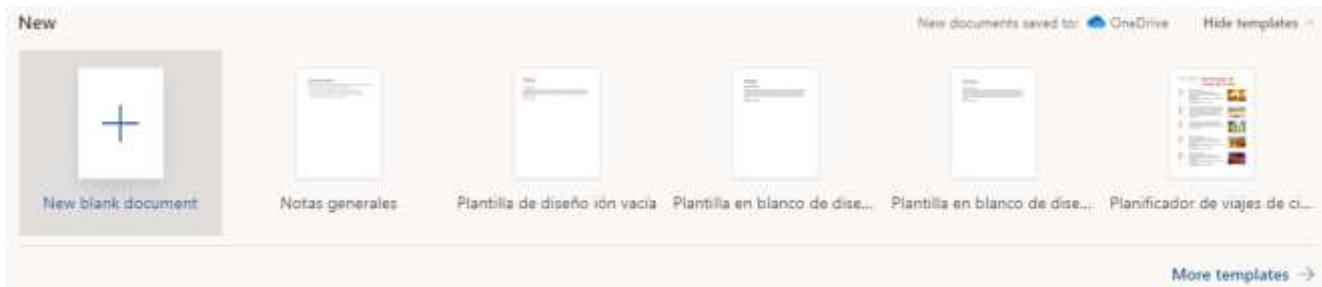 New
New documents saved to: OneDrive
Hide templates
New blank document
Notas generales
Plantilla de diseño ión vacía
Plantilla en blanco de dise...
Plantilla en blanco de dise...
Planificador de viajes de ci...
More templates